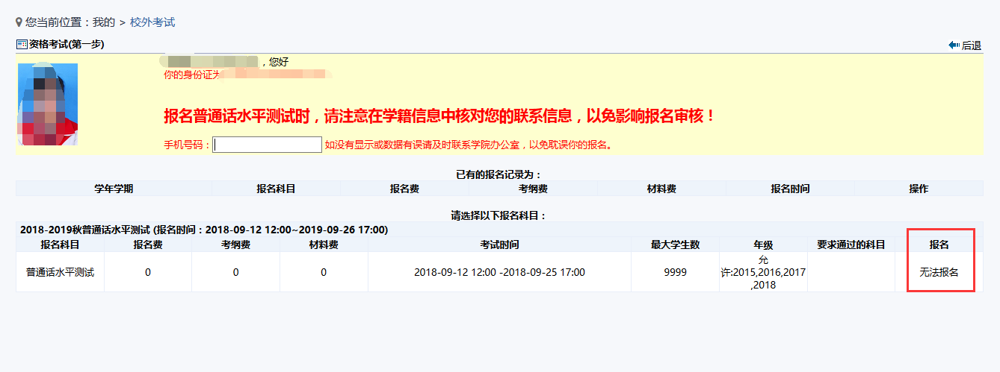 您当前位置：我的 > 校外考试
资格考试(第一步)
后退
，您好
你的身份证为
报名普通话水平测试时，请注意在学籍信息中核对您的联系信息，以免影响报名审核！
手机号码：
如没有显示或数据有误请及时联系学院办公室，以免耽误你的报名。
已有的报名记录为：
学年学期 报名科目 报名费 考纲费 材料费 报名时间 操作
请选择以下报名科目：
2018-2019秋普通话水平测试 (报名时间：2018-09-12 12:00~2019-09-26 17:00)
报名科目 报名费 考纲费 材料费 考试时间 最大学生数 年级 要求通过的科目 报名
普通话水平测试 0 0 0 2018-09-12 12:00 -2018-09-25 17:00 9999
允
许:2015,2016,2017
,2018
无法报名